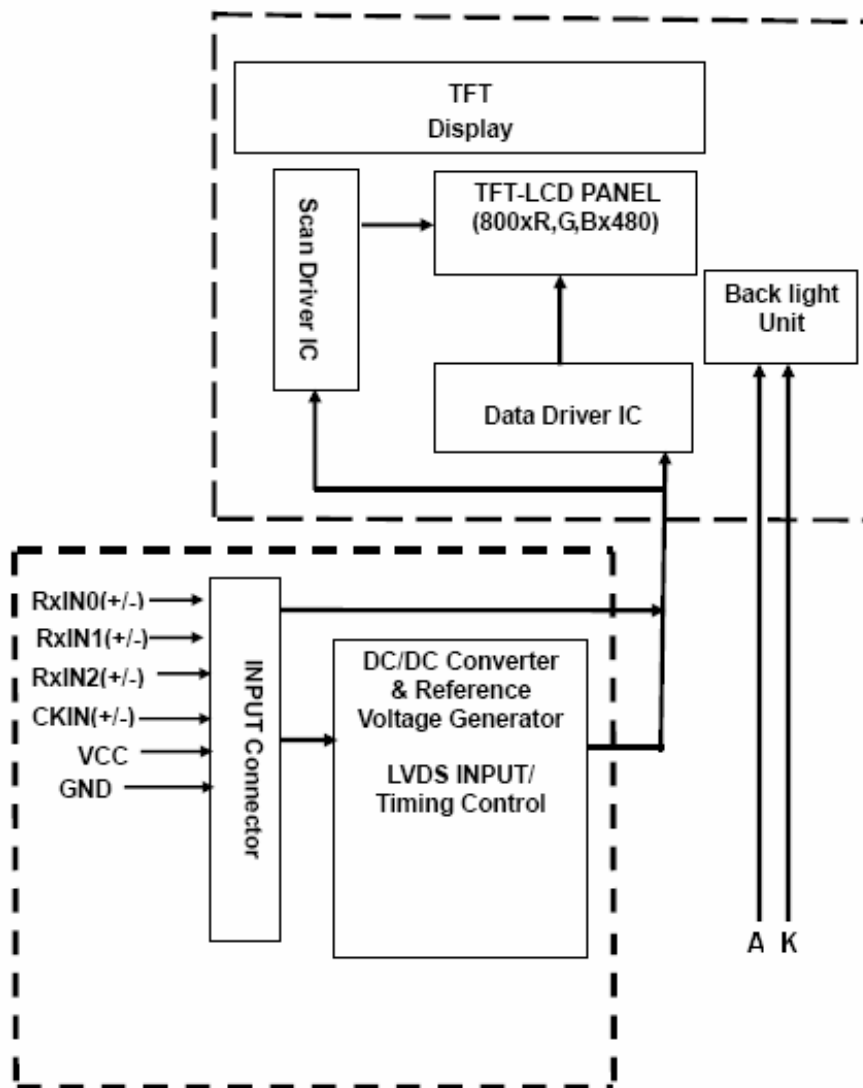 TFT
Display
Scan Driver IC
TFT-LCD PANEL
(800xR,G,Bx480)
Back light
Unit
Data Driver IC
RxIN0(+/-)
RxIN1(+/-)
RxIN2(+/-)
CKIN(+/-)
VCC
GND
INPUT Connector
DC/DC Converter
& Reference
Voltage Generator
LVDS INPUT/
Timing Control
A K